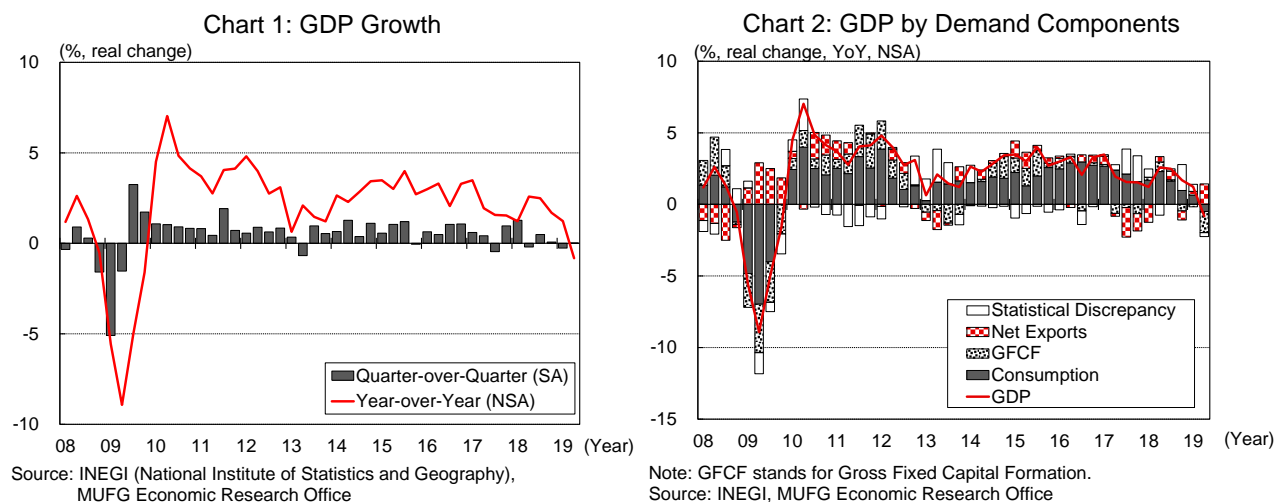 Chart 1: GDP Growth
(%, real change)
10
5
0
-5
-10
Quarter-over-Quarter (SA)
Year-over-Year (NSA)
08 09 10 11 12 13 14 15 16 17 18 19 (Year)
Source: INEGI (National Institute of Statistics and Geography),
MUFG Economic Research Office
Chart 2: GDP by Demand Components
(%, real change, YoY, NSA)
10
5
0
-5
-10
-15
Statistical Discrepancy
Net Exports
GFCF
Consumption
GDP
08 09 10 11 12 13 14 15 16 17 18 19 (Year)
Note: GFCF stands for Gross Fixed Capital Formation.
Source: INEGI, MUFG Economic Research Office